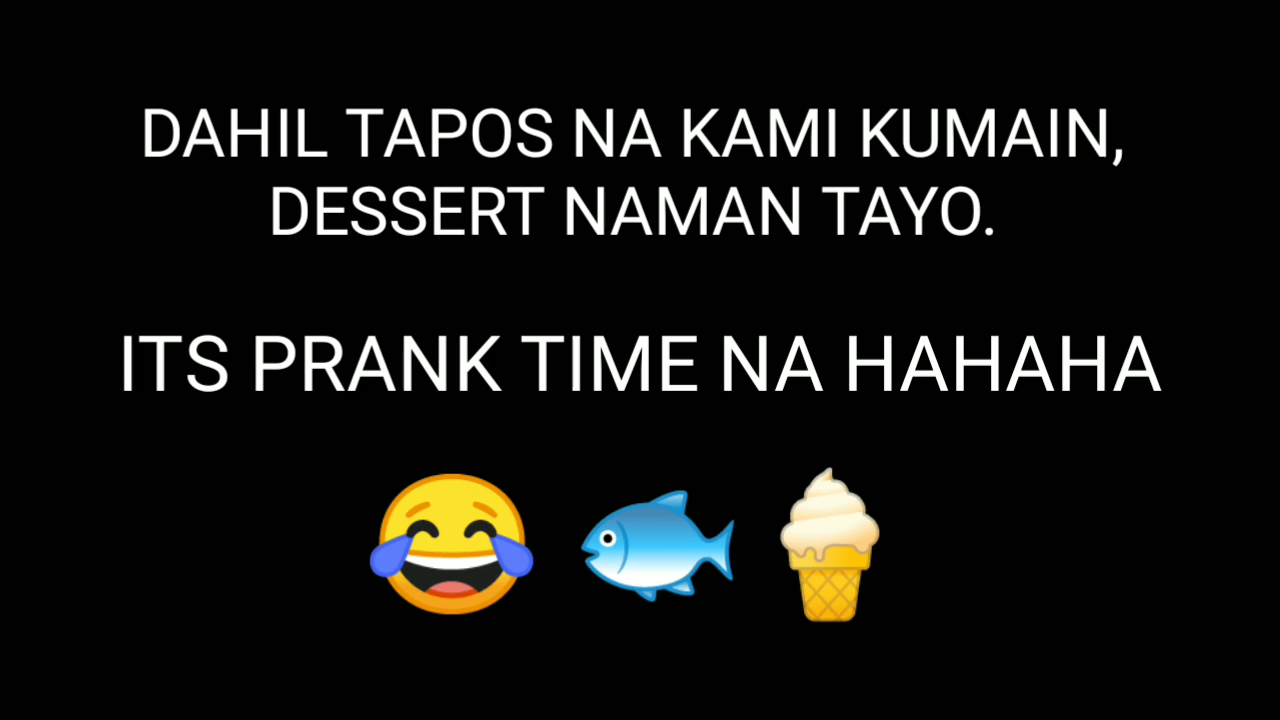 DAHIL TAPOS NA KAMI KUMAIN,
DESSERT NAMAN TAYO.
ITS PRANK TIME NA HAHAHA